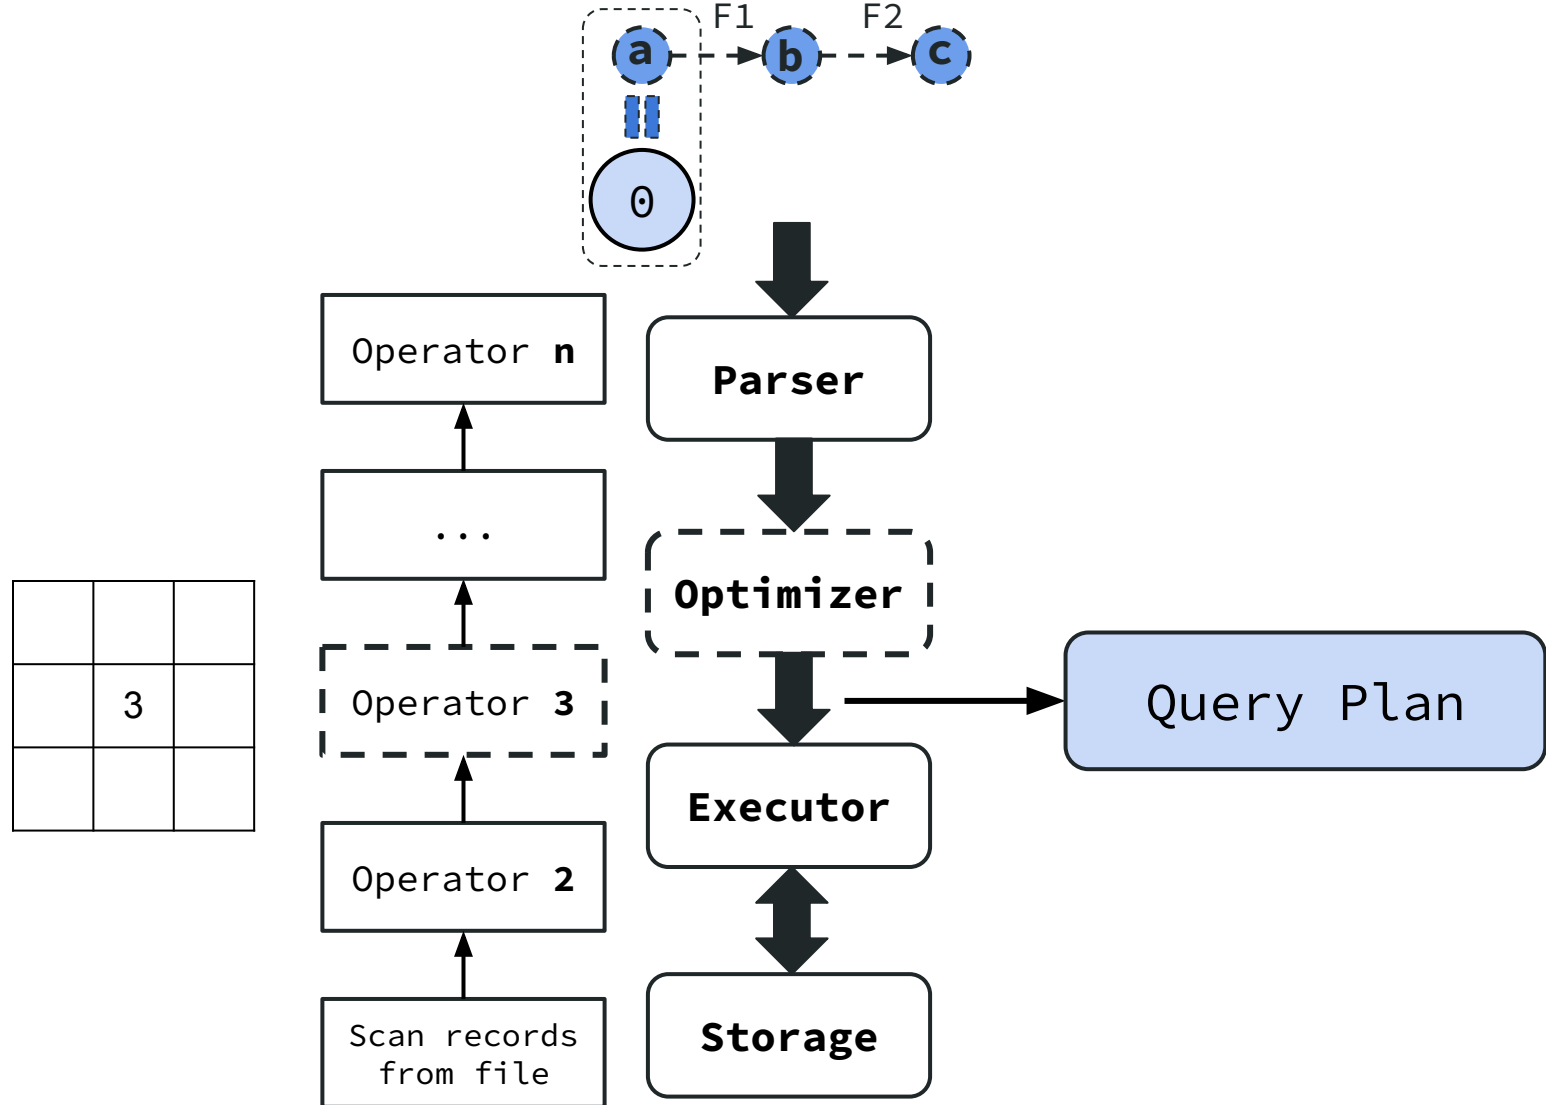 F1
F2
a
b
c
0
Operator n
Parser
...
Optimizer
3
Operator 3
Query Plan
Executor
Operator 2
Scan records
from file
Storage